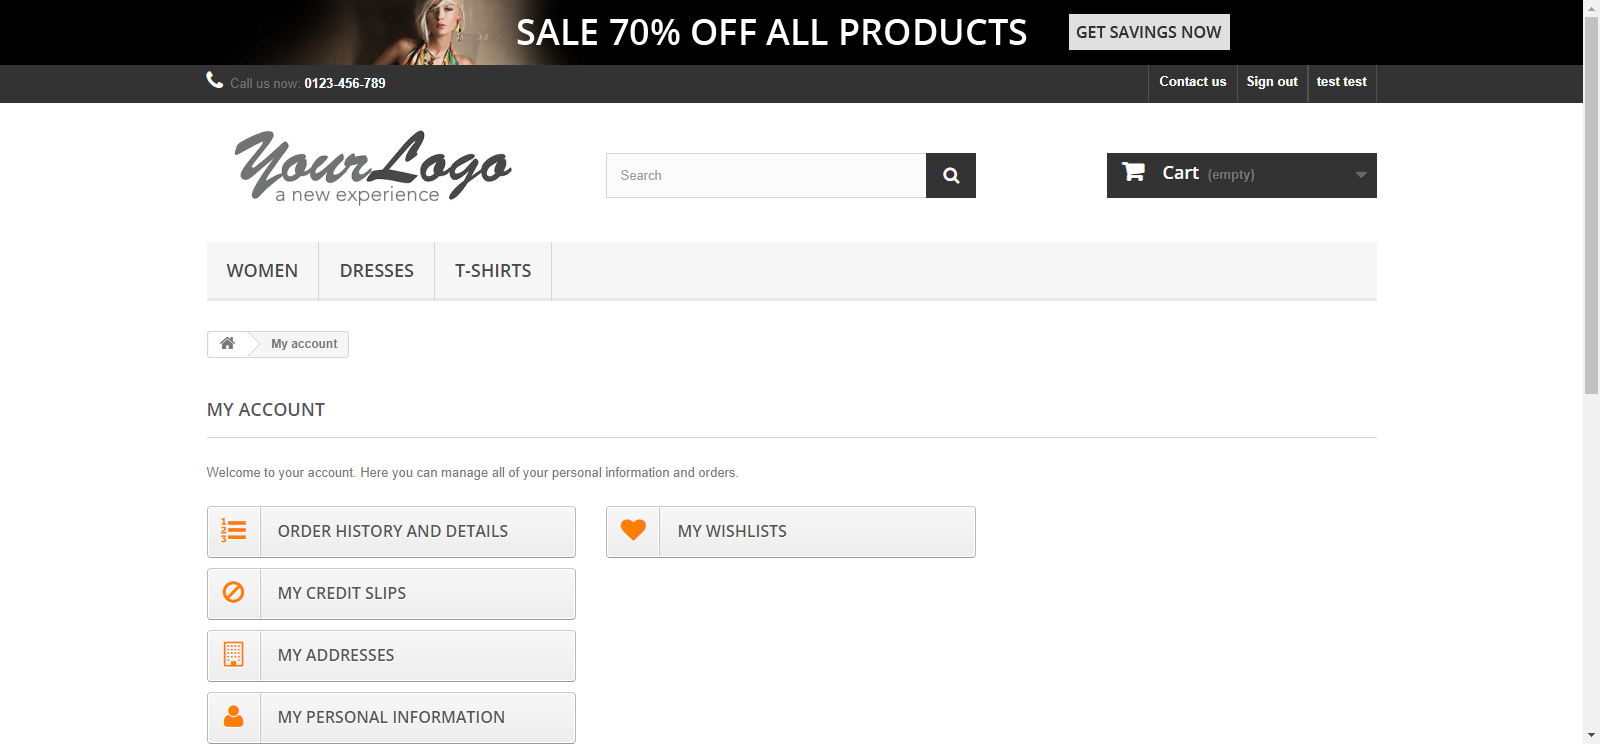 SALE 70% OFF ALL PRODUCTS GET SAVINGS NOW
Call us now: 0123-456-789 Contact us Sign out test test
YourLogo
a new experience
Search Cart (empty)
WOMEN DRESSES T-SHIRTS
My account
MY ACCOUNT
Welcome to your account. Here you can manage all of your personal information and orders.
1 2 3 ORDER HISTORY AND DETAILS MY WISHLISTS
MY CREDIT SLIPS
MY ADDRESSES
MY PERSONAL INFORMATION